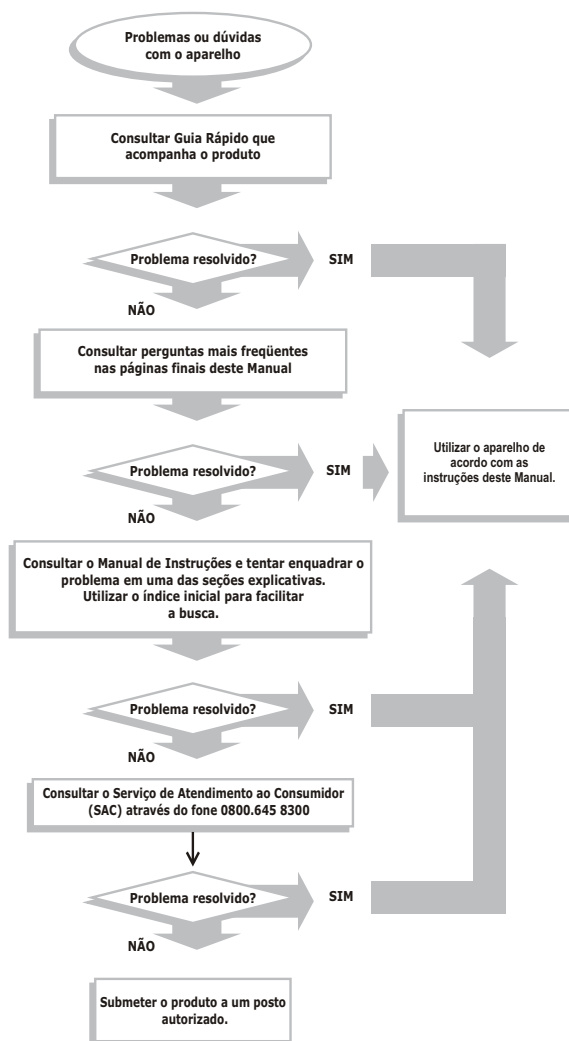 Problemas ou dúvidas
com o aparelho
Consultar Guia Rápido que
acompanha o produto
Problema resolvido?
SIM
NÃO
Consultar perguntas mais freqüentes
nas páginas finais deste Manual
Problema resolvido?
SIM
Utilizar o aparelho de
acordo com as
instruções deste Manual.
NÃO
Consultar o Manual de Instruções e tentar enquadrar o
problema em uma das seções explicativas.
Utilizar o índice inicial para facilitar
a busca.
Problema resolvido?
SIM
NÃO
Consultar o Serviço de Atendimento ao Consumidor
(SAC) através do fone 0800.645 8300
Problema resolvido?
SIM
NÃO
Submeter o produto a um posto
autorizado.